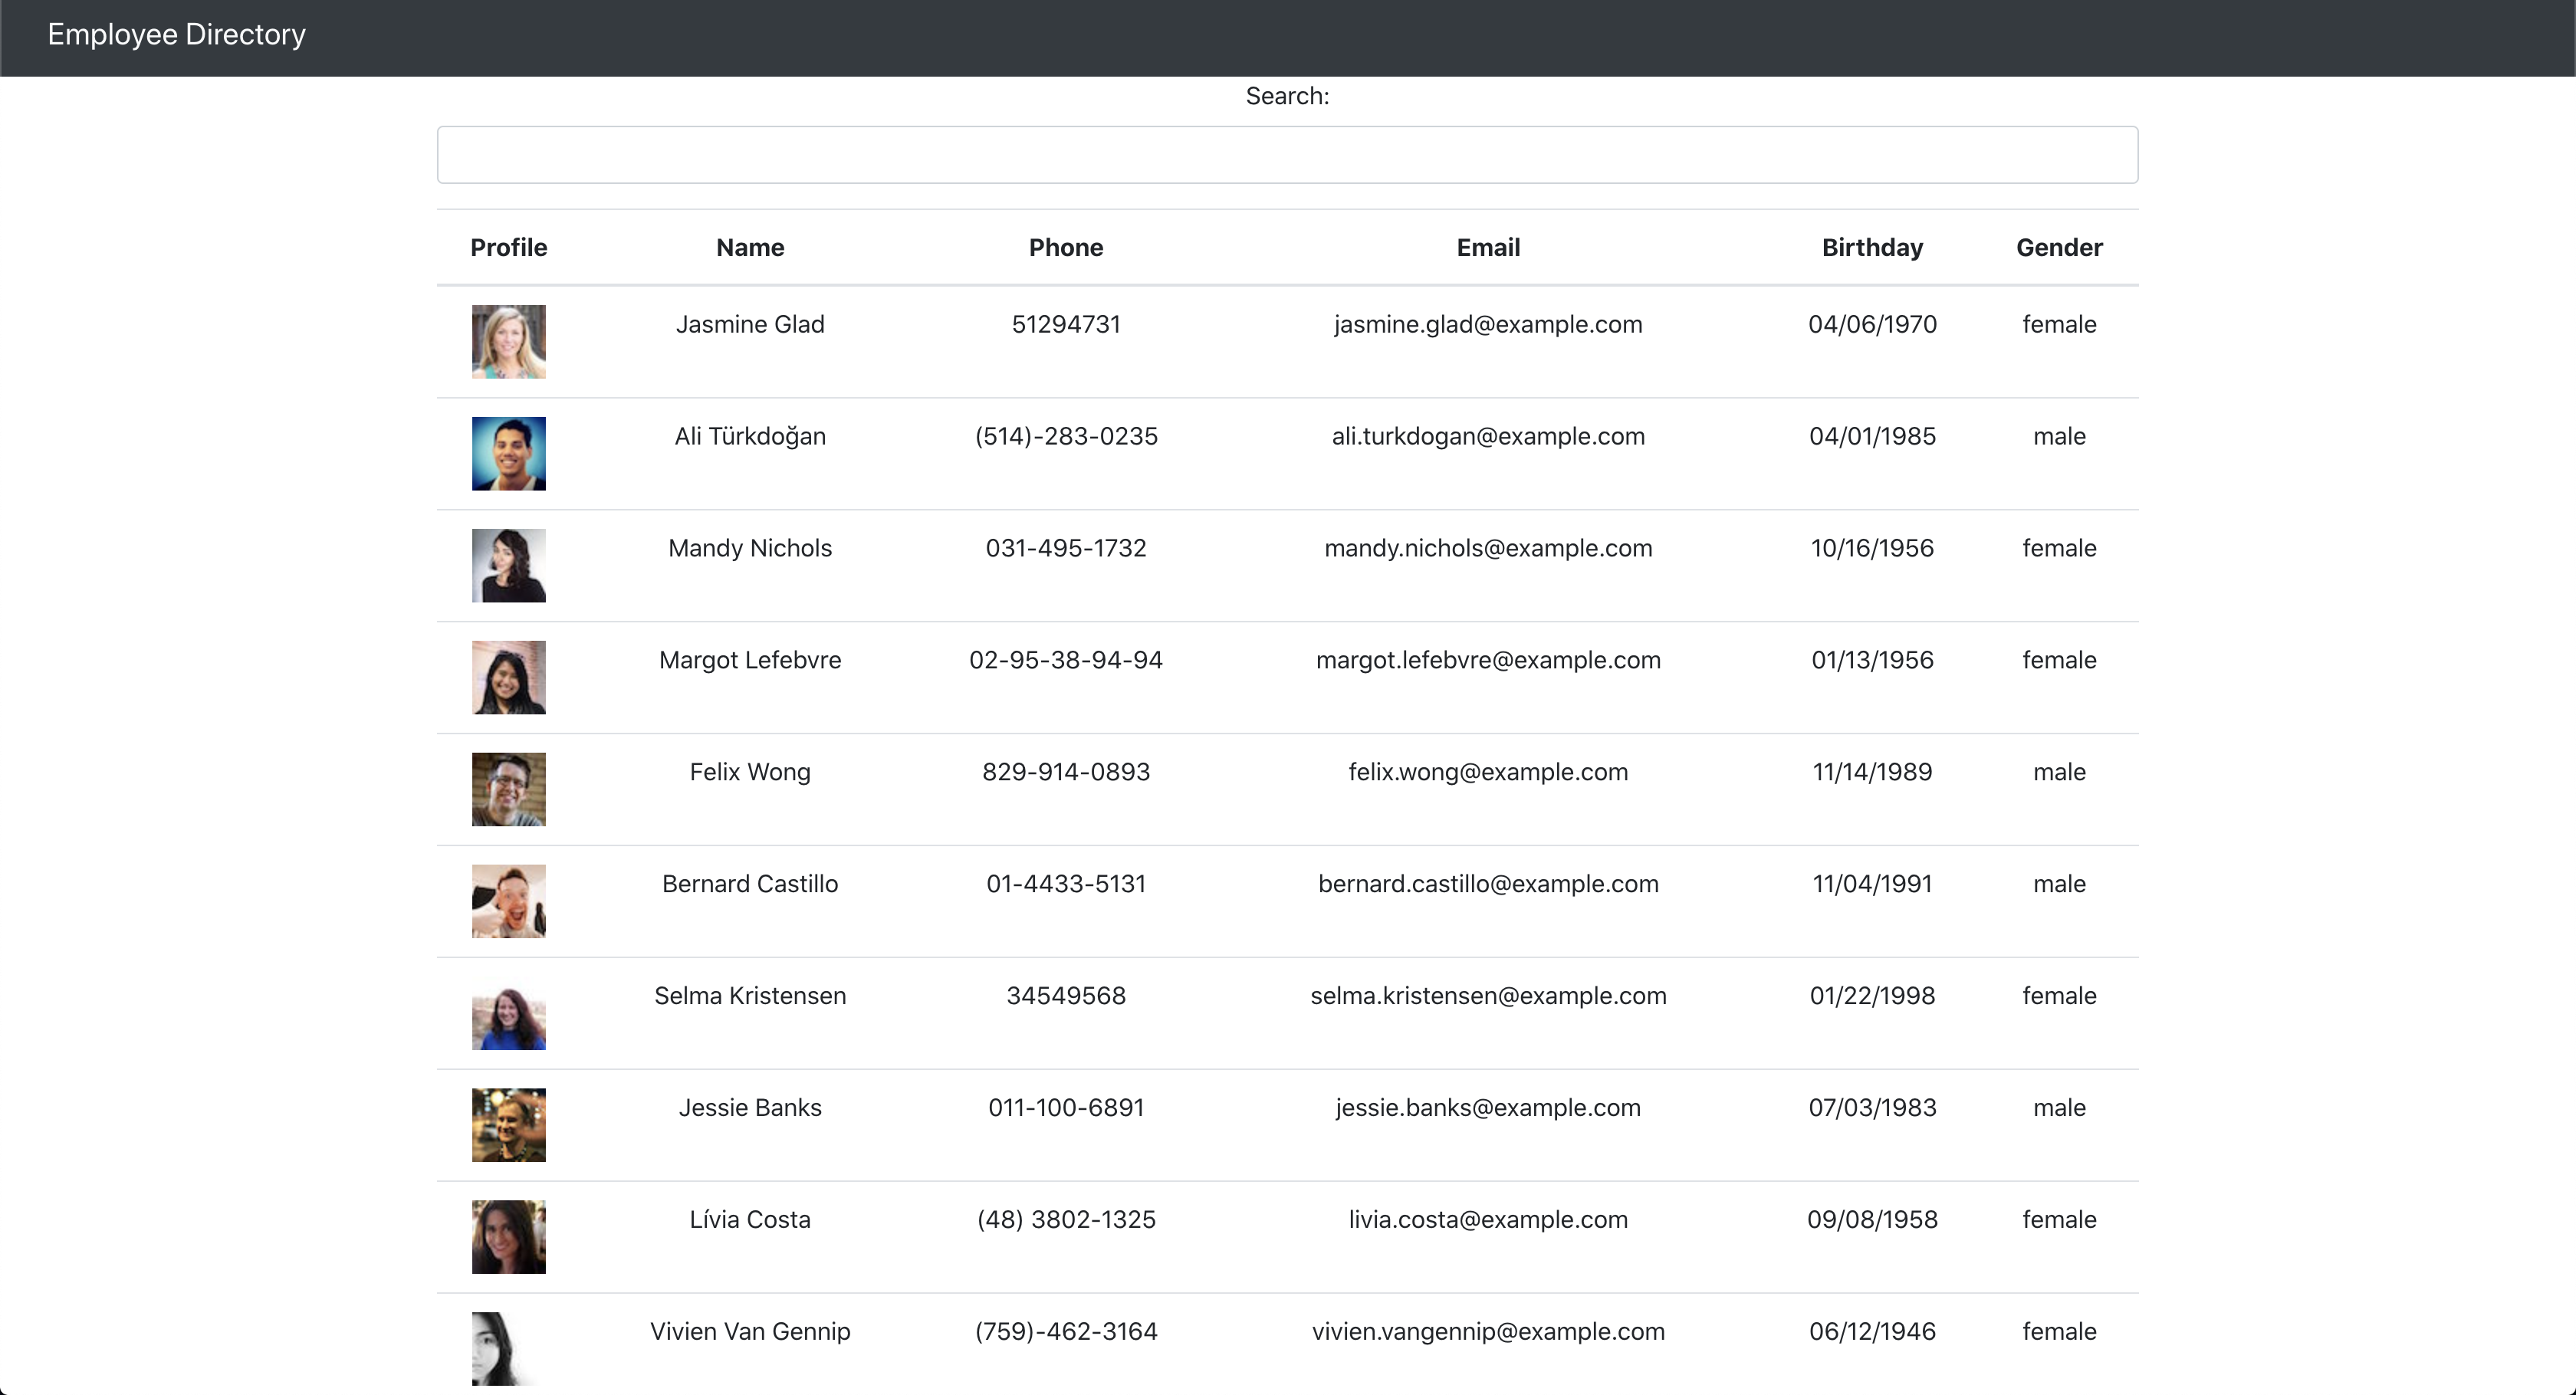 Employee Directory
Search:
Profile Name Phone Email Birthday Gender
Jasmine Glad 51294731 jasmine.glad@example.com 04/06/1970 female
Ali Türkdoğan (514)-283-0235 ali.turkdogan@example.com 04/01/1985 male
Mandy Nichols 031-495-1732 mandy.nichols@example.com 10/16/1956 female
Margot Lefebvre 02-95-38-94-94 margot.lefebvre@example.com 01/13/1956 female
Felix Wong 829-914-0893 felix.wong@example.com 11/14/1989 male
Bernard Castillo 01-4433-5131 bernard.castillo@example.com 11/04/1991 male
Selma Kristensen 34549568 selma.kristensen@example.com 01/22/1998 female
Jessie Banks 011-100-6891 jessie.banks@example.com 07/03/1983 male
Lívia Costa (48) 3802-1325 livia.costa@example.com 09/08/1958 female
Vivien Van Gennip (759)-462-3164 vivien.vangennip@example.com 06/12/1946 female